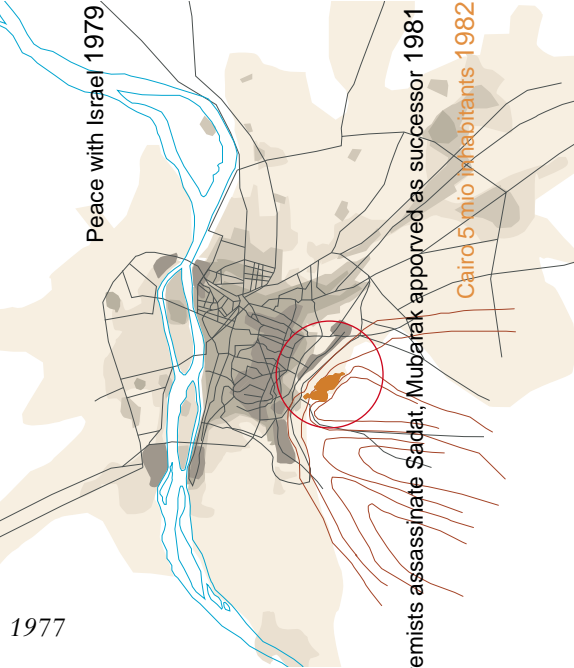 Peace with Israel 1979
emists assassinate Sadat, Mubarak apporved as successor 1981
Cairo 5 mio inhabitants 1982
1977